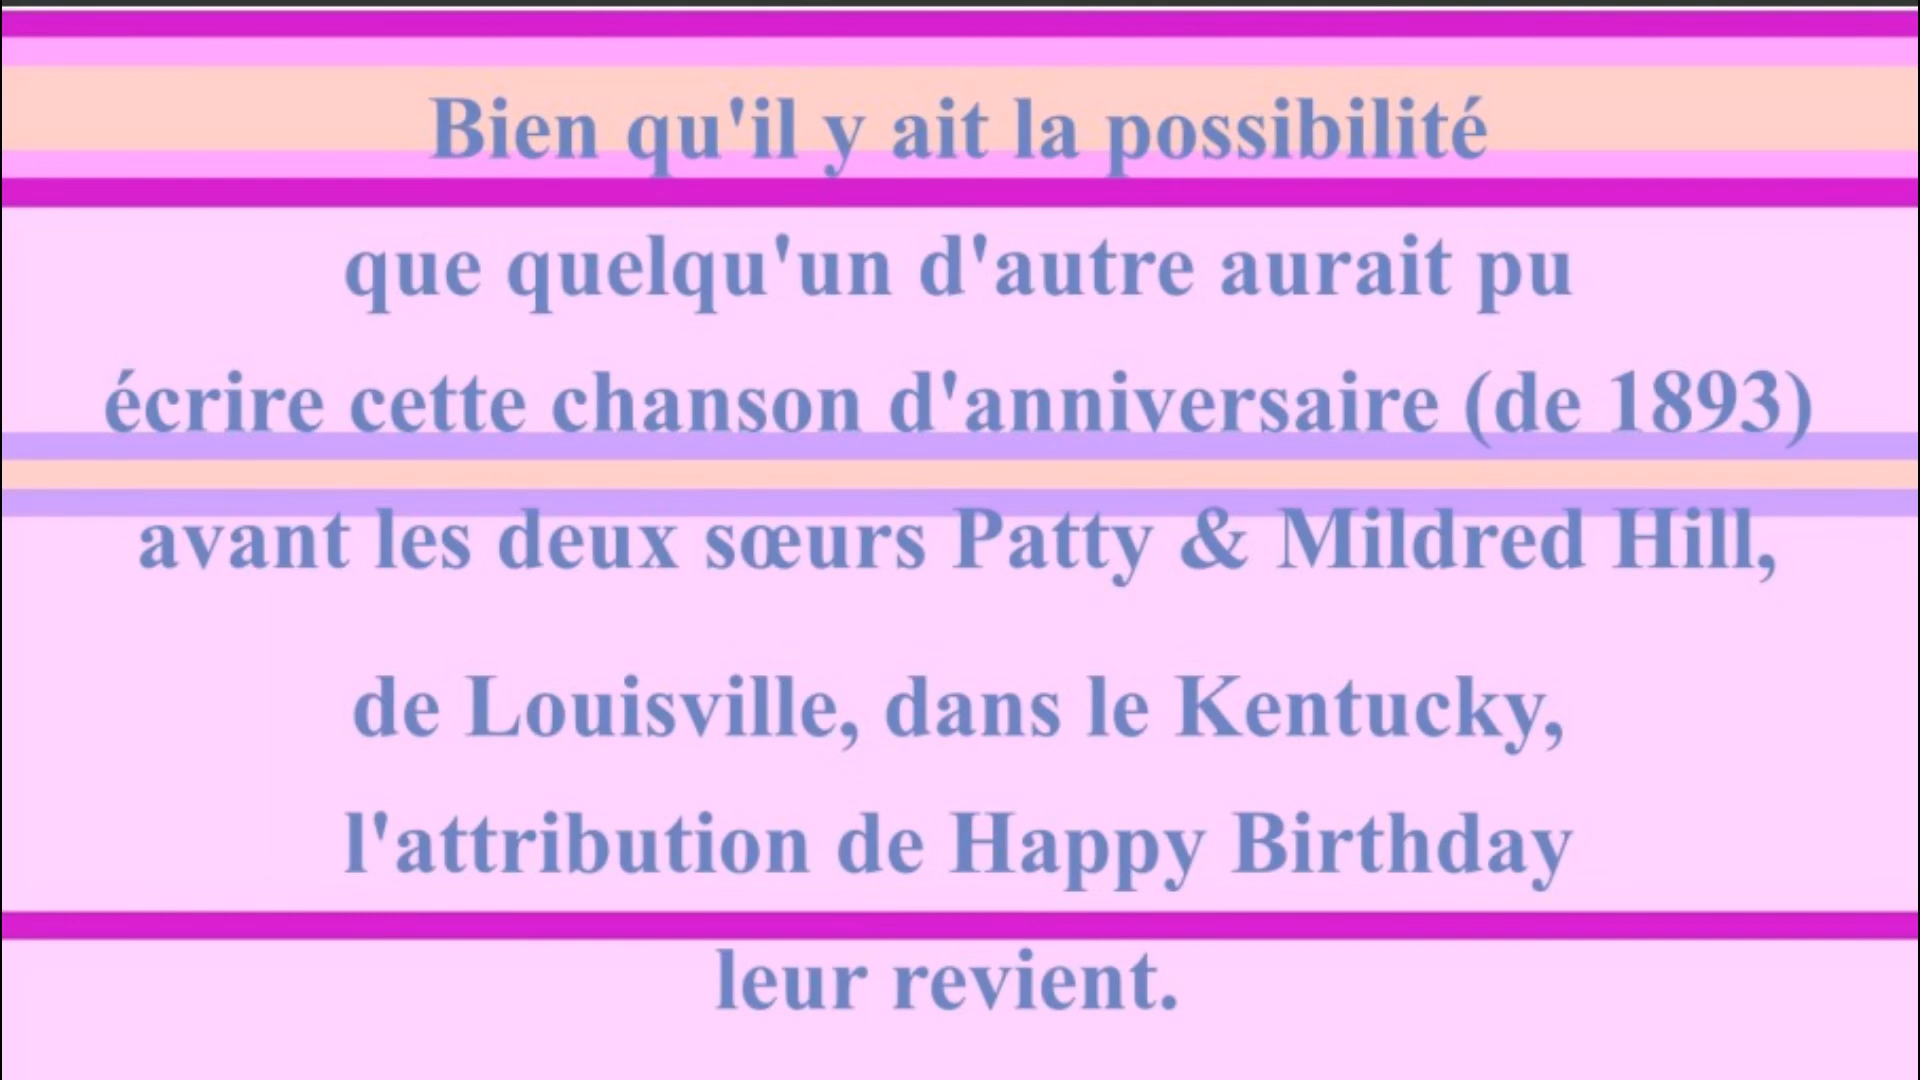 Bien qu'il y ait la possibilité
que quelqu'un d'autre aurait pu
écrire cette chanson d'anniversaire (de 1893)
avant les deux sœurs Patty & Mildred Hill,
de Louisville, dans le Kentucky,
l'attribution de Happy Birthday
leur revient.